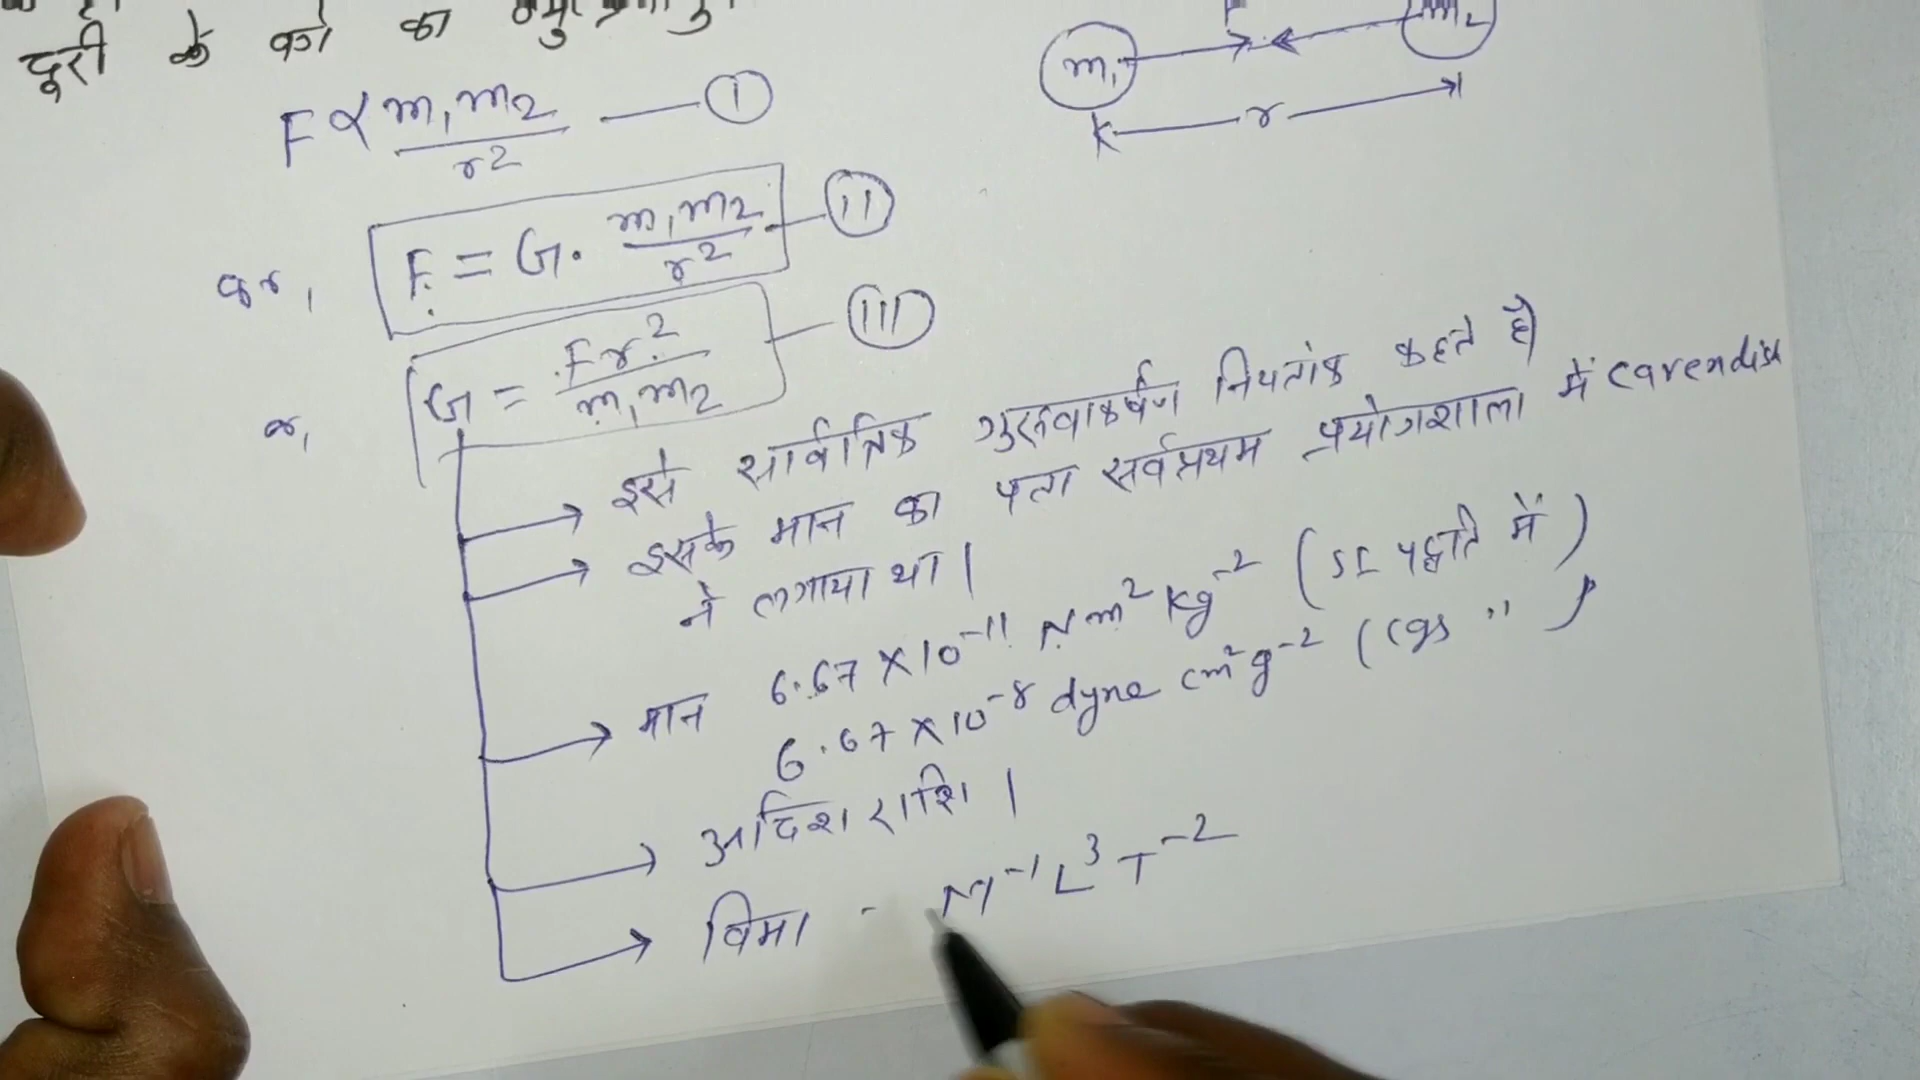 दूरी के वर्ग का
F ∝ m₁m₂/r² — (I)
m₁ m₂
r
या, F = G. m₁m₂/r² — (II)
या, G = Fr²/m₁m₂ — (III)
→ इसे सार्वत्रिक गुरुत्वाकर्षण नियतांक कहते है।
→ इसके मान का पता सर्वप्रथम प्रयोगशाला में Cavendish
ने लगाया था।
→ मान 6.67 × 10⁻¹¹ Nm² kg⁻² (SI पद्धति में)
6.67 × 10⁻⁸ dyne cm² g⁻² (cgs ")
→ अदिश राशि।
→ विमा - M⁻¹ L³ T⁻²